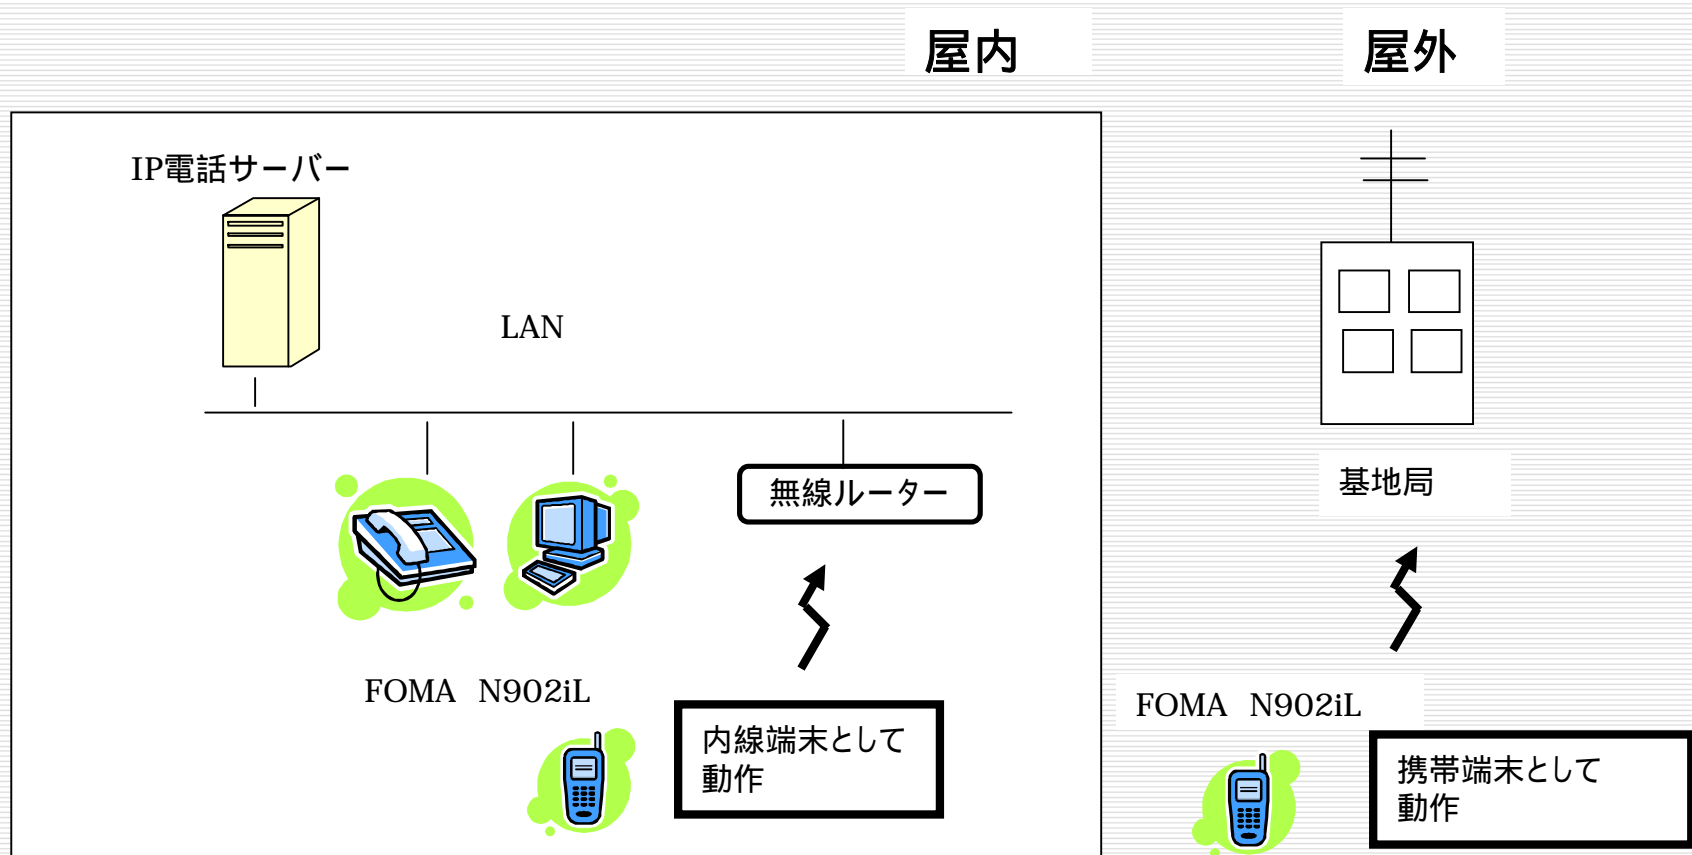 屋内
屋外
IP電話サーバー
LAN
無線ルーター
基地局
FOMA N902iL
内線端末として
動作
FOMA N902iL
携帯端末として
動作